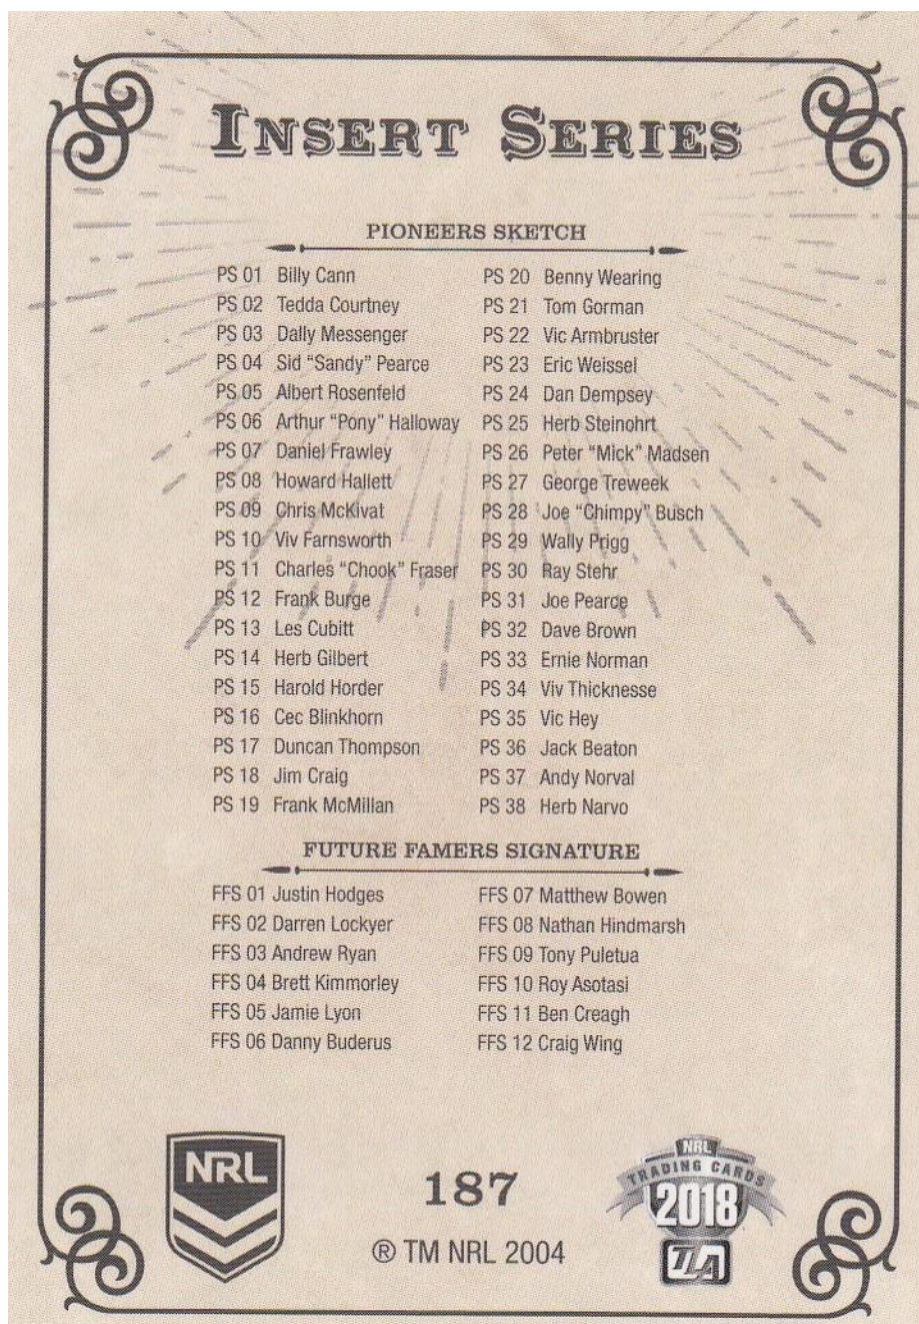 INSERT SERIES
PIONEERS SKETCH
PS 01 Billy Cann
PS 02 Tedda Courtney
PS 03 Dally Messenger
PS 04 Sid “Sandy” Pearce
PS 05 Albert Rosenfeld
PS 06 Arthur “Pony” Halloway
PS 07 Daniel Frawley
PS 08 Howard Hallett
PS 09 Chris McKivat
PS 10 Viv Farnsworth
PS 11 Charles “Chook” Fraser
PS 12 Frank Burge
PS 13 Les Cubitt
PS 14 Herb Gilbert
PS 15 Harold Horder
PS 16 Cec Blinkhorn
PS 17 Duncan Thompson
PS 18 Jim Craig
PS 19 Frank McMillan
PS 20 Benny Wearing
PS 21 Tom Gorman
PS 22 Vic Armbruster
PS 23 Eric Weissel
PS 24 Dan Dempsey
PS 25 Herb Steinohrt
PS 26 Peter “Mick” Madsen
PS 27 George Treweek
PS 28 Joe “Chimpy” Busch
PS 29 Wally Prigg
PS 30 Ray Stehr
PS 31 Joe Pearce
PS 32 Dave Brown
PS 33 Ernie Norman
PS 34 Viv Thicknesse
PS 35 Vic Hey
PS 36 Jack Beaton
PS 37 Andy Norval
PS 38 Herb Narvo
FUTURE FAMERS SIGNATURE
FFS 01 Justin Hodges
FFS 02 Darren Lockyer
FFS 03 Andrew Ryan
FFS 04 Brett Kimmorley
FFS 05 Jamie Lyon
FFS 06 Danny Buderus
FFS 07 Matthew Bowen
FFS 08 Nathan Hindmarsh
FFS 09 Tony Puletua
FFS 10 Roy Asotasi
FFS 11 Ben Creagh
FFS 12 Craig Wing
NRL
187
® TM NRL 2004
NRL
TRADING CARDS
2018
TLA